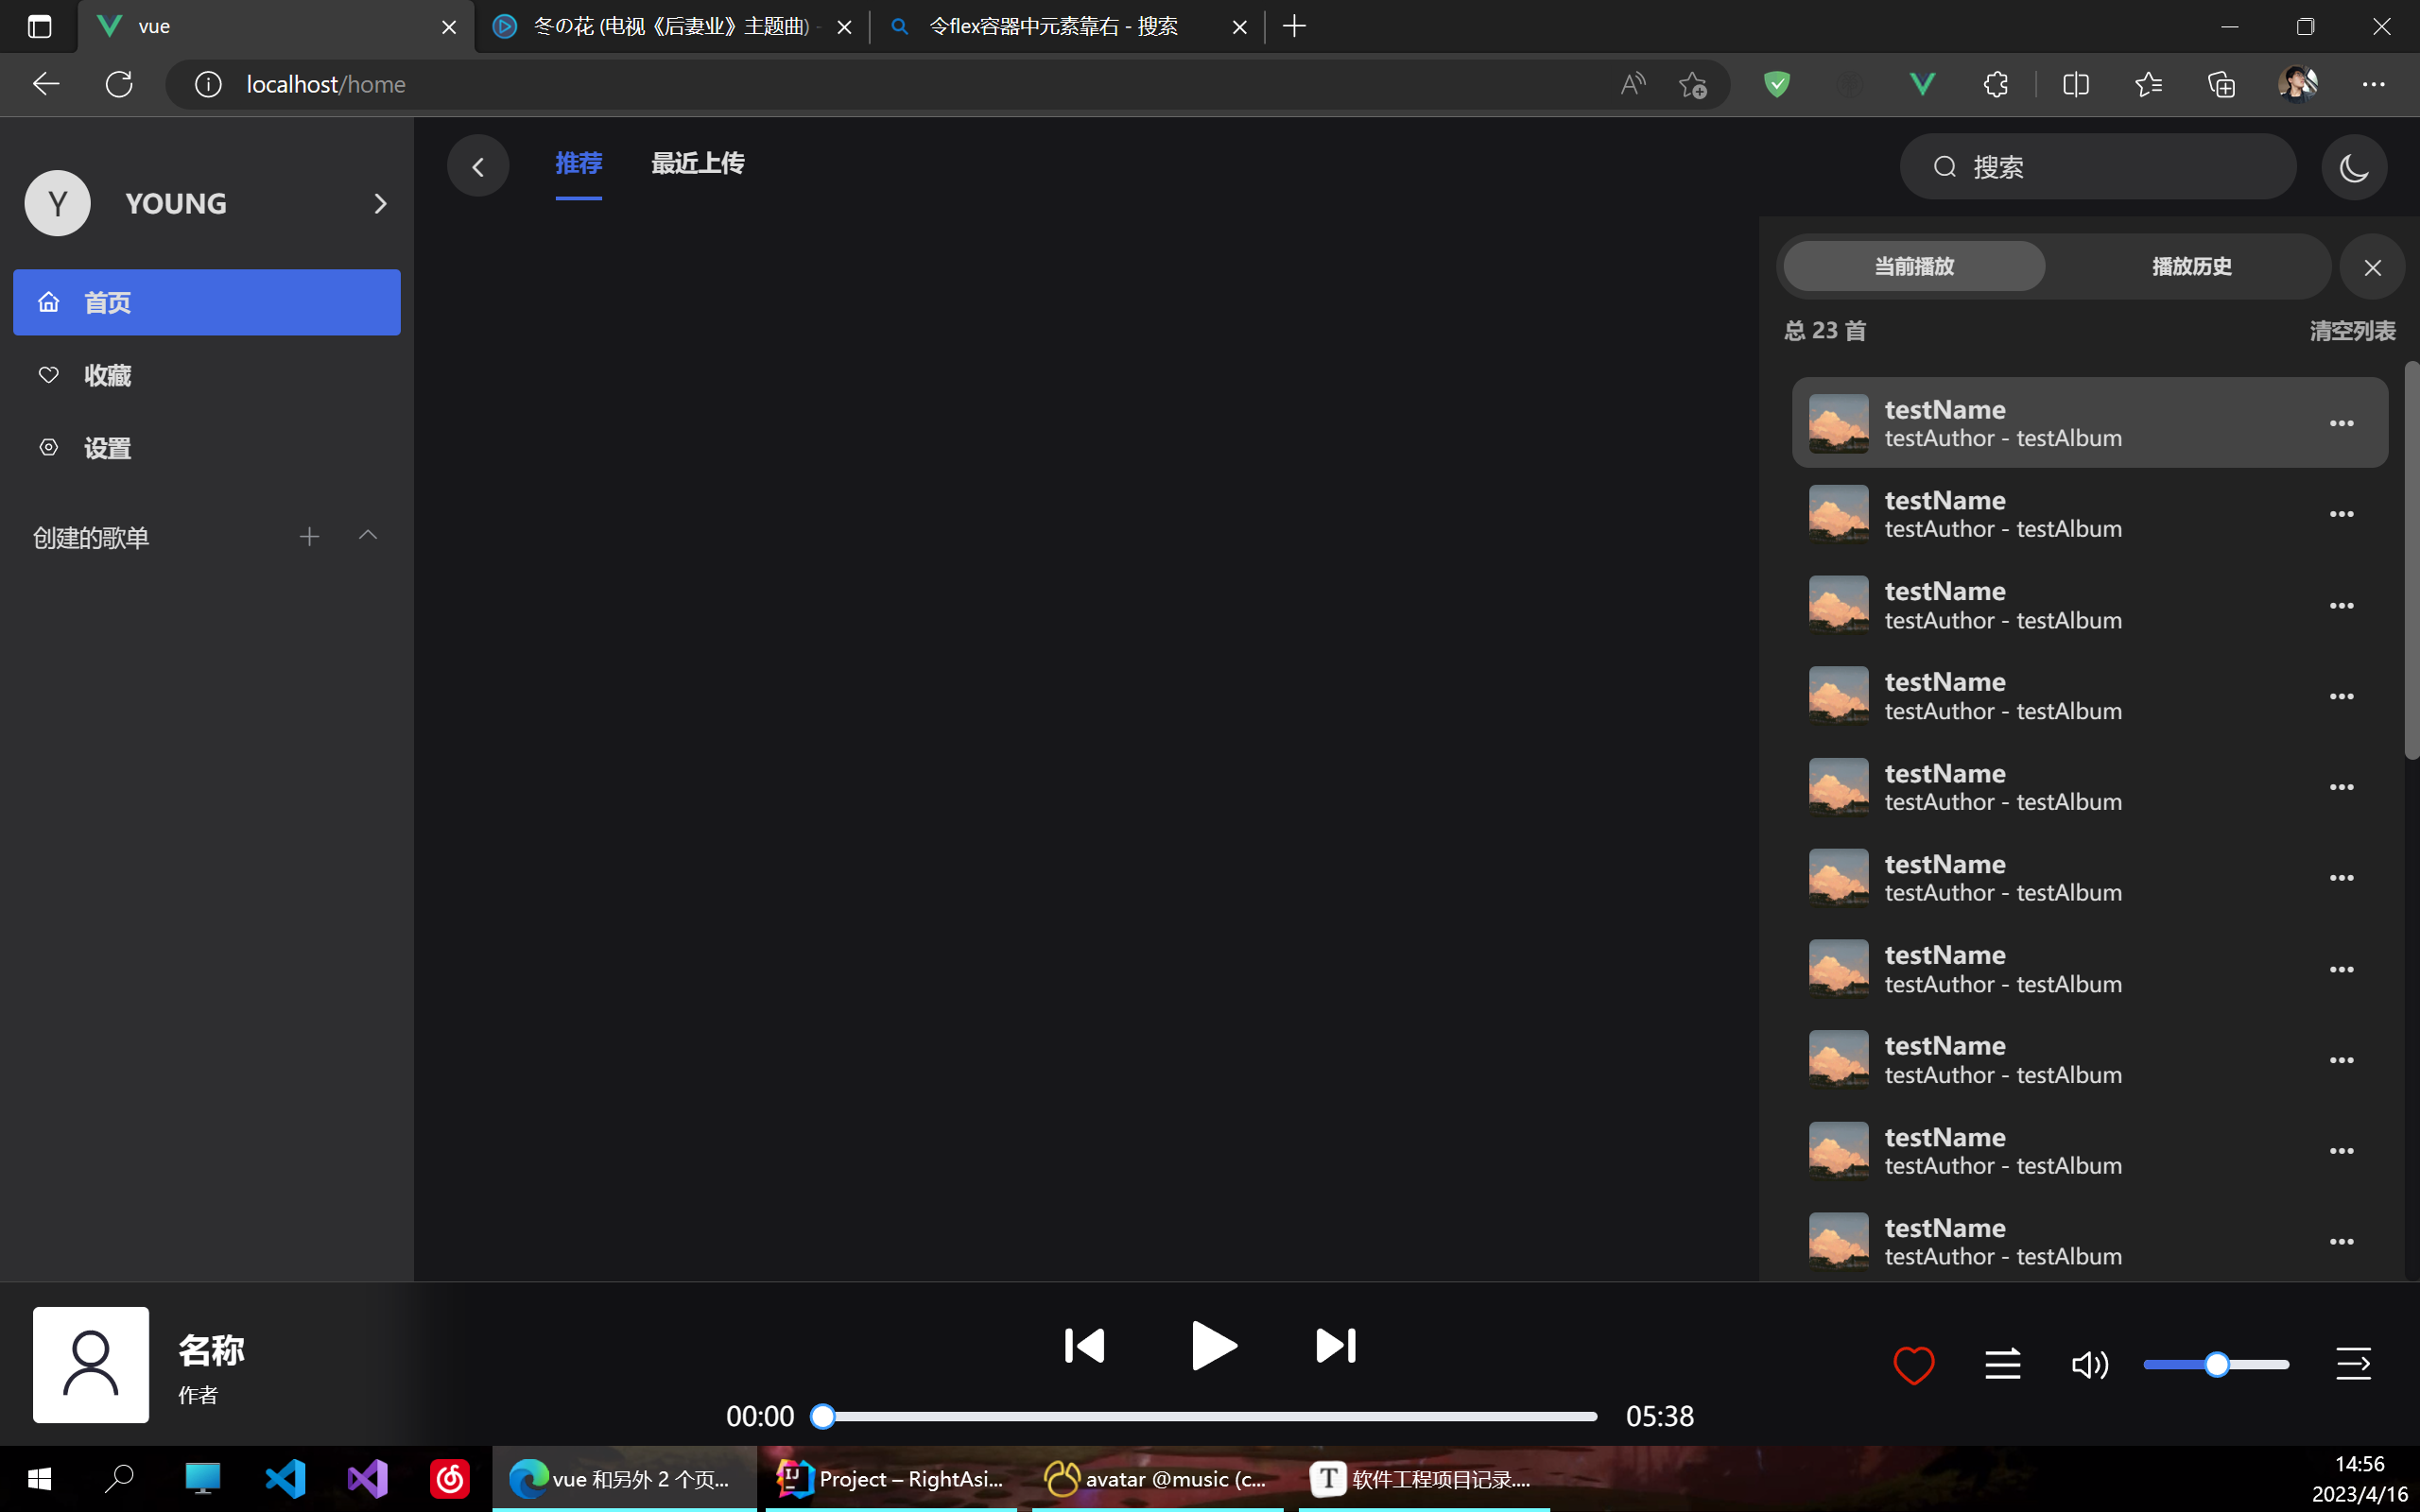 vue
冬の花 (电影《后妻业》主题曲) -
令flex容器中元素靠右 - 搜索
localhost/home
Y
YOUNG
首页
收藏
设置
创建的歌单
推荐
最近上传
搜索
当前播放
播放历史
总 23 首
清空列表
testName
testAuthor - testAlbum
testName
testAuthor - testAlbum
testName
testAuthor - testAlbum
testName
testAuthor - testAlbum
testName
testAuthor - testAlbum
testName
testAuthor - testAlbum
testName
testAuthor - testAlbum
testName
testAuthor - testAlbum
testName
testAuthor - testAlbum
testName
testAuthor - testAlbum
名称
作者
00:00
05:38
vue 和另外 2 个页...
Project – RightAsi...
avatar @music (c...
软件工程项目记录....
14:56
2023/4/16